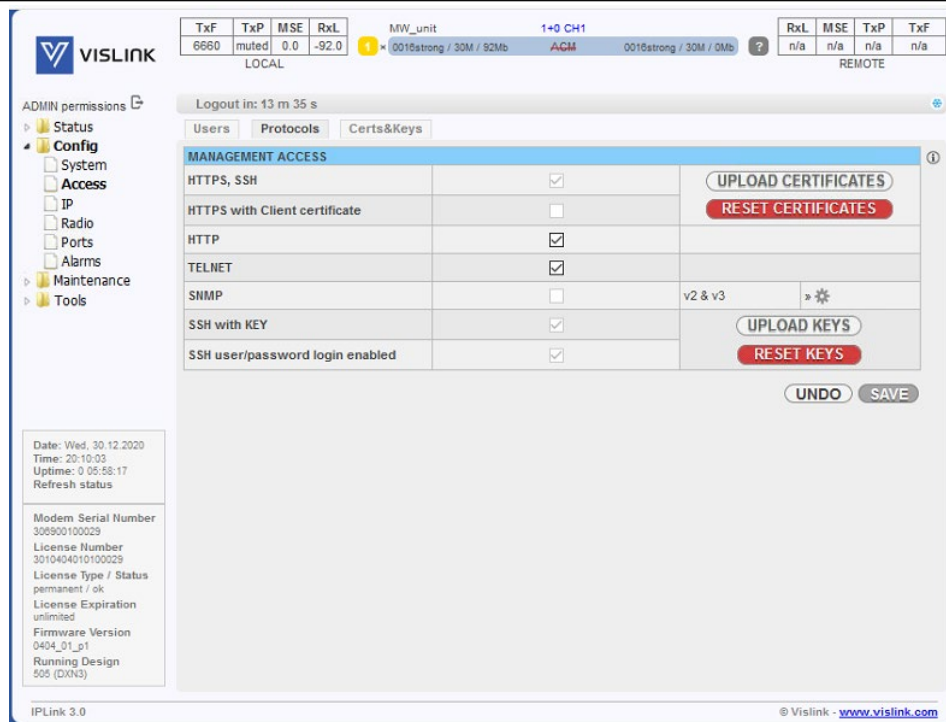 VISLINK
TxF TxP MSE RxL
6660 muted 0.0 -92.0
LOCAL
MW_unit 1+0 CH1
1 × 0016strong / 30M / 92Mb ACM 0016strong / 30M / 0Mb ?
RxL MSE TxP TxF
n/a n/a n/a n/a
REMOTE
ADMIN permissions
Status
Config
System
Access
IP
Radio
Ports
Alarms
Maintenance
Tools
Logout in: 13 m 35 s
Users Protocols Certs&Keys
MANAGEMENT ACCESS
HTTPS, SSH UPLOAD CERTIFICATES
HTTPS with Client certificate RESET CERTIFICATES
HTTP
TELNET
SNMP v2 & v3 »
SSH with KEY UPLOAD KEYS
SSH user/password login enabled RESET KEYS
UNDO SAVE
Date: Wed, 30.12.2020
Time: 20:10:03
Uptime: 0 05:58:17
Refresh status
Modem Serial Number
306900100029
License Number
3010404010100029
License Type / Status
permanent / ok
License Expiration
unlimited
Firmware Version
0404_01_p1
Running Design
505 (DXN3)
IPLink 3.0
© Vislink - www.vislink.com